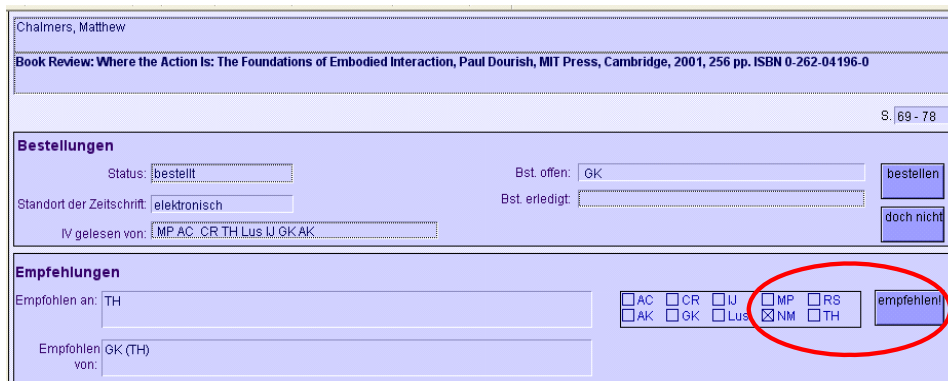 Chalmers, Matthew
Book Review: Where the Action Is: The Foundations of Embodied Interaction, Paul Dourish, MIT Press, Cambridge, 2001, 256 pp. ISBN 0-262-04196-0
S. 69 - 78
Bestellungen
Status: bestellt
Bst. offen: GK
bestellen
Standort der Zeitschrift: elektronisch
Bst. erledigt:
doch nicht
IV gelesen von: MP AC CR TH Lus IJ GK AK
Empfehlungen
Empfohlen an: TH
AC CR IJ MP RS
AK GK Lus NM TH
empfehlen!
Empfohlen von: GK (TH)